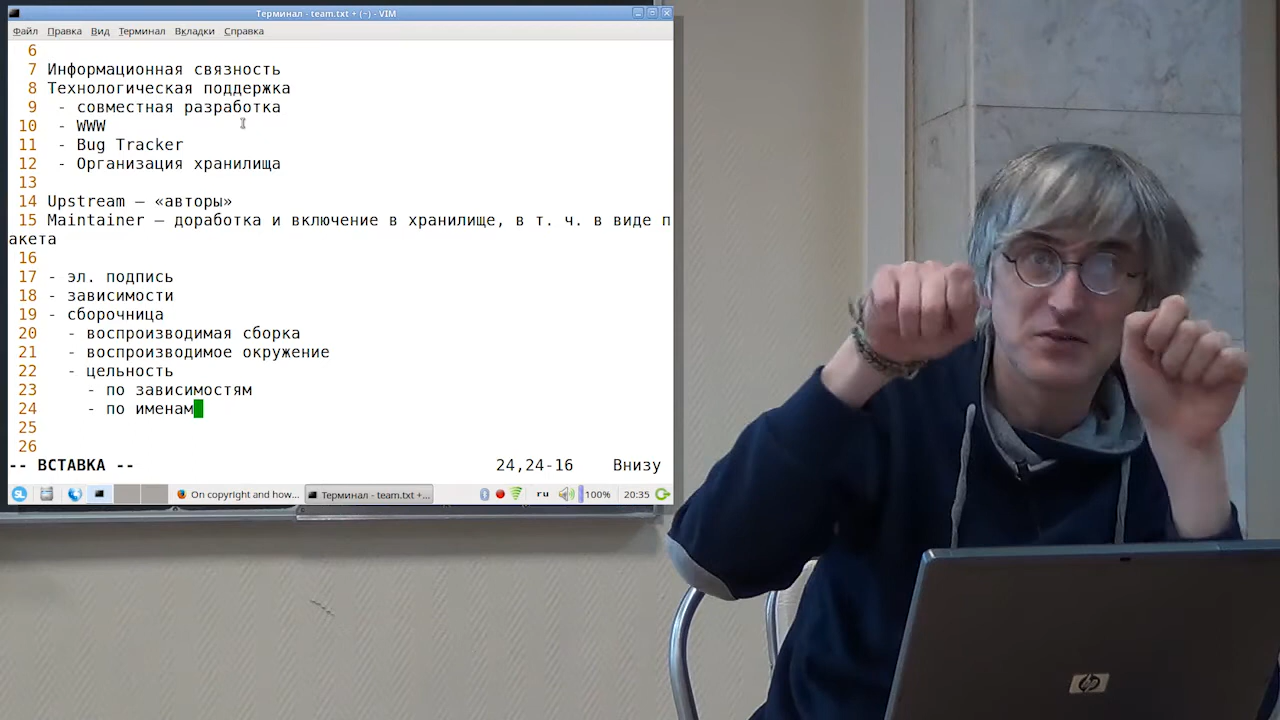 Терминал - team.txt + (~) - VIM
Файл Правка Вид Терминал Вкладки Справка
6
7 Информационная связность
8 Технологическая поддержка
9 - совместная разработка
10 - WWW
11 - Bug Tracker
12 - Организация хранилища
13
14 Upstream — «авторы»
15 Maintainer — доработка и включение в хранилище, в т. ч. в виде п
акета
16
17 - эл. подпись
18 - зависимости
19 - сборочница
20 - воспроизводимая сборка
21 - воспроизводимое окружение
22 - цельность
23 - по зависимостям
24 - по именам
25
26
-- ВСТАВКА -- 24,24-16 Внизу
SL On copyright and how... Терминал - team.txt +... ru 100% 20:35
hp